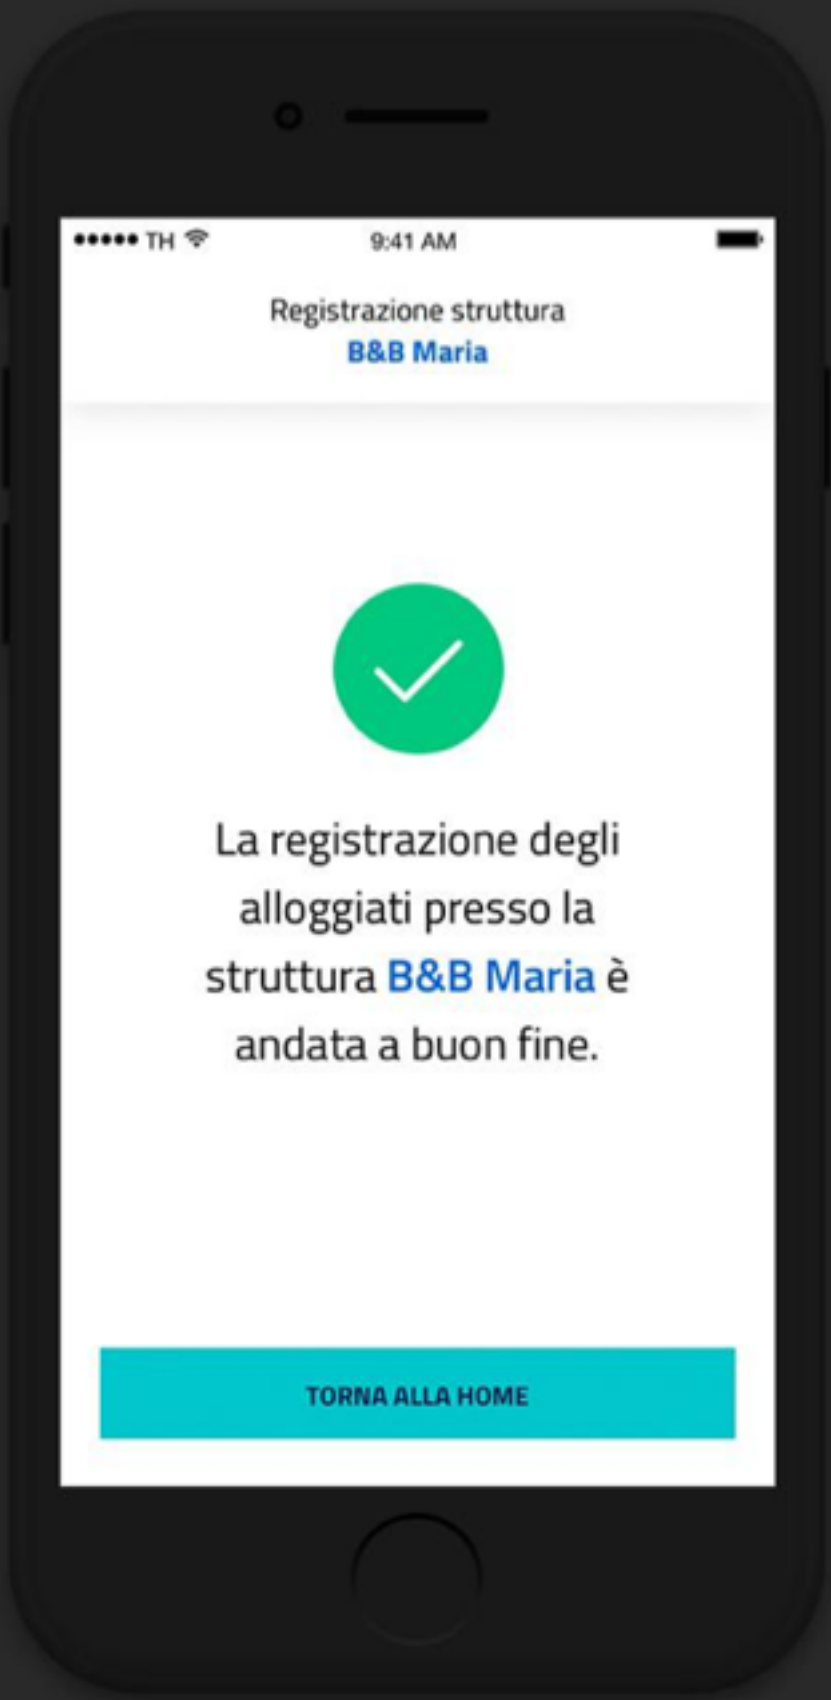 ●●●●● TH 9:41 AM
Registrazione struttura
B&B Maria
La registrazione degli
alloggiati presso la
struttura B&B Maria è
andata a buon fine.
TORNA ALLA HOME